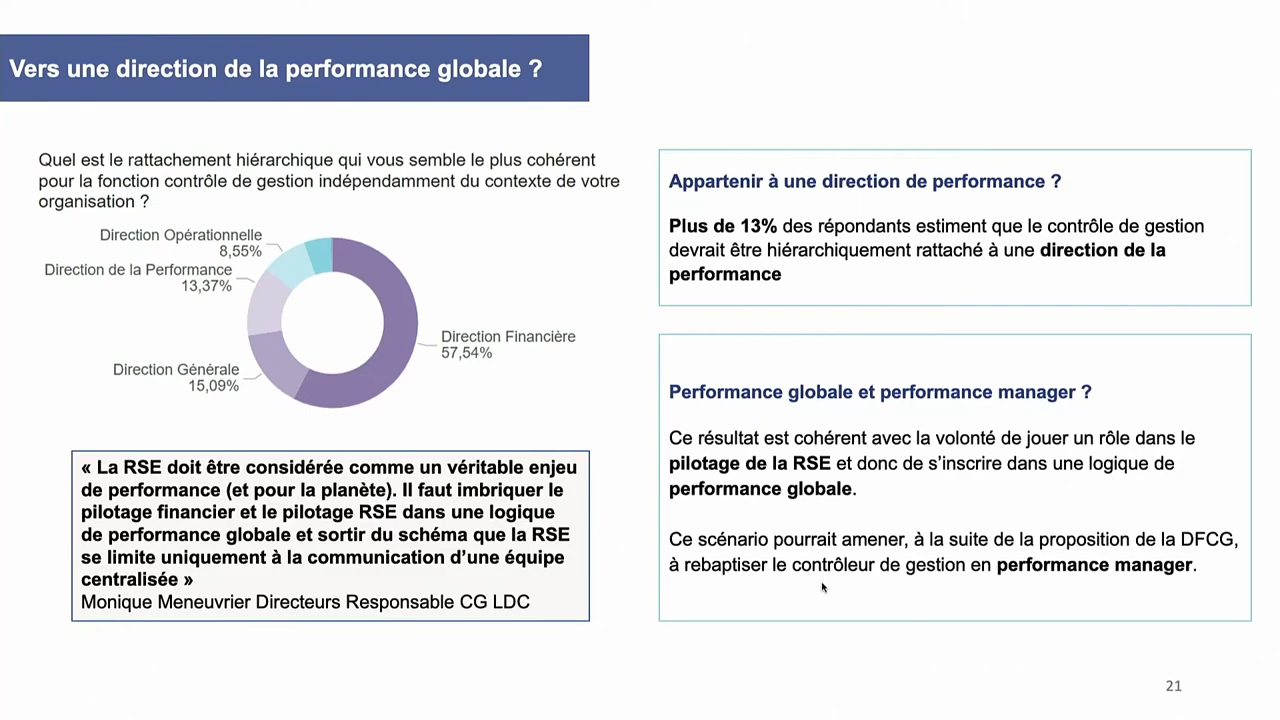 Vers une direction de la performance globale ?
Quel est le rattachement hiérarchique qui vous semble le plus cohérent
pour la fonction contrôle de gestion indépendamment du contexte de votre
organisation ?
Direction Opérationnelle
8,55%
Direction de la Performance
13,37%
Direction Financière
57,54%
Direction Générale
15,09%
« La RSE doit être considérée comme un véritable enjeu
de performance (et pour la planète). Il faut imbriquer le
pilotage financier et le pilotage RSE dans une logique
de performance globale et sortir du schéma que la RSE
se limite uniquement à la communication d’une équipe
centralisée »
Monique Meneuvrier Directeurs Responsable CG LDC
Appartenir à une direction de performance ?
Plus de 13% des répondants estiment que le contrôle de gestion
devrait être hiérarchiquement rattaché à une direction de la
performance
Performance globale et performance manager ?
Ce résultat est cohérent avec la volonté de jouer un rôle dans le
pilotage de la RSE et donc de s’inscrire dans une logique de
performance globale.
Ce scénario pourrait amener, à la suite de la proposition de la DFCG,
à rebaptiser le contrôleur de gestion en performance manager.
21